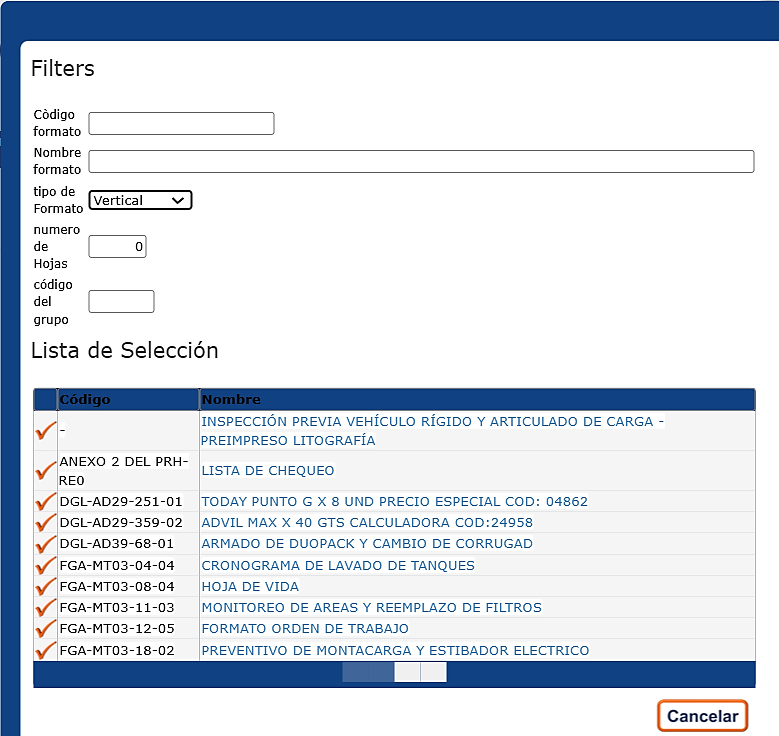 Filters
Còdigo
formato
Nombre
formato
tipo de
Formato
Vertical
numero
de
Hojas
0
código
del
grupo
Lista de Selección
Código Nombre
- INSPECCIÓN PREVIA VEHÍCULO RÍGIDO Y ARTICULADO DE CARGA -
PREIMPRESO LITOGRAFÍA
ANEXO 2 DEL PRH-
RE0
LISTA DE CHEQUEO
DGL-AD29-251-01 TODAY PUNTO G X 8 UND PRECIO ESPECIAL COD: 04862
DGL-AD29-359-02 ADVIL MAX X 40 GTS CALCULADORA COD:24958
DGL-AD39-68-01 ARMADO DE DUOPACK Y CAMBIO DE CORRUGAD
FGA-MT03-04-04 CRONOGRAMA DE LAVADO DE TANQUES
FGA-MT03-08-04 HOJA DE VIDA
FGA-MT03-11-03 MONITOREO DE AREAS Y REEMPLAZO DE FILTROS
FGA-MT03-12-05 FORMATO ORDEN DE TRABAJO
FGA-MT03-18-02 PREVENTIVO DE MONTACARGA Y ESTIBADOR ELECTRICO
Cancelar